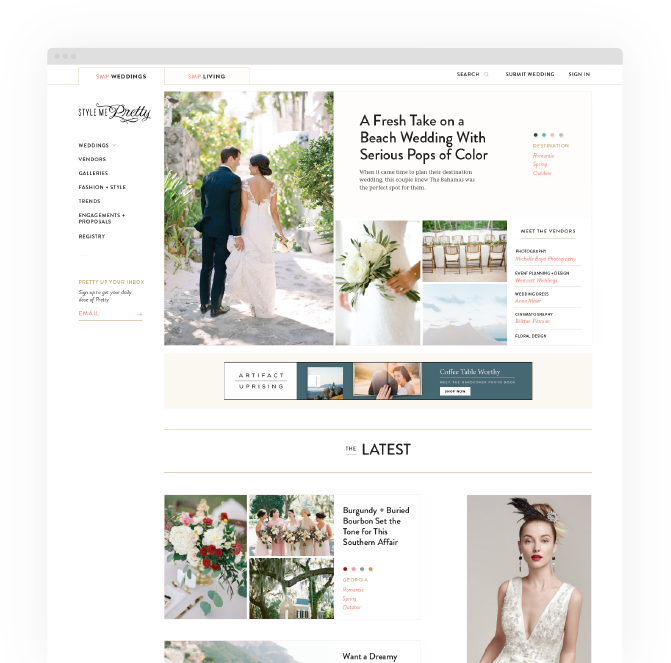 SMP WEDDINGS
SMP LIVING
SEARCH
SUBMIT WEDDING
SIGN IN
STYLE ME Pretty
WEDDINGS
VENDORS
GALLERIES
FASHION + STYLE
TRENDS
ENGAGEMENTS +
PROPOSALS
REGISTRY
PRETTY UP YOUR INBOX
Sign up to get your daily
dose of Pretty
EMAIL
A Fresh Take on a
Beach Wedding With
Serious Pops of Color
When it came time to plan their destination
wedding, this couple knew The Bahamas was
the perfect spot for them.
DESTINATION
Romantic
Spring
Outdoor
MEET THE VENDORS
PHOTOGRAPHY
Michelle Boyd Photography
EVENT PLANNING + DESIGN
Westcott Weddings
WEDDING DRESS
Anna Maier
CINEMATOGRAPHY
FLORAL DESIGN
ARTIFACT
UPRISING
Coffee Table Worthy
MEET THE HARDCOVER PHOTO BOOK
SHOP NOW
THE LATEST
Burgundy + Buried
Bourbon Set the
Tone for This
Southern Affair
GEORGIA
Romantic
Spring
Outdoor
Want a Dreamy